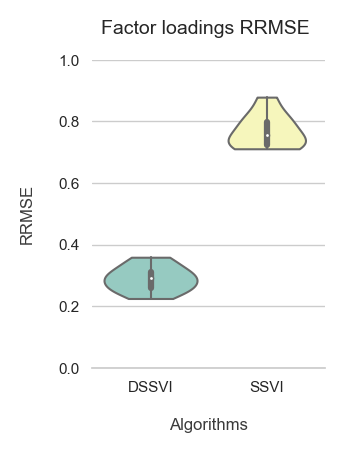 Factor loadings RRMSE
1.0
0.8
0.6
0.4
0.2
0.0
RRMSE
DSSVI
SSVI
Algorithms